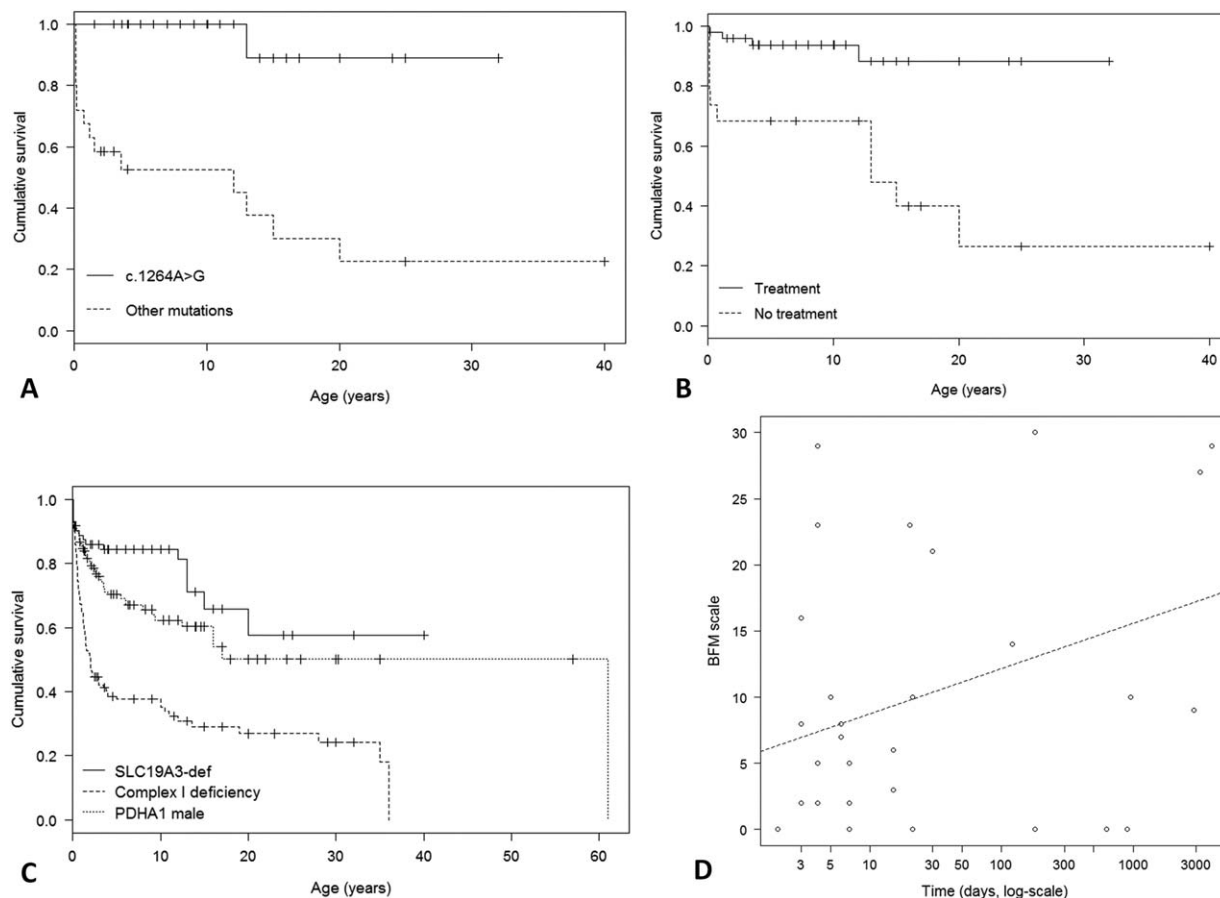 1.0
0.8
0.6
0.4
0.2
0.0
Cumulative survival
c.1264A>G
Other mutations
0 10 20 30 40
Age (years)
A
1.0
0.8
0.6
0.4
0.2
0.0
Cumulative survival
Treatment
No treatment
0 10 20 30 40
Age (years)
B
1.0
0.8
0.6
0.4
0.2
0.0
Cumulative survival
SLC19A3-def
Complex I deficiency
PDHA1 male
0 10 20 30 40 50 60
Age (years)
C
30
25
20
15
10
5
0
BFM scale
3 5 10 30 50 100 300 1000 3000
Time (days, log-scale)
D